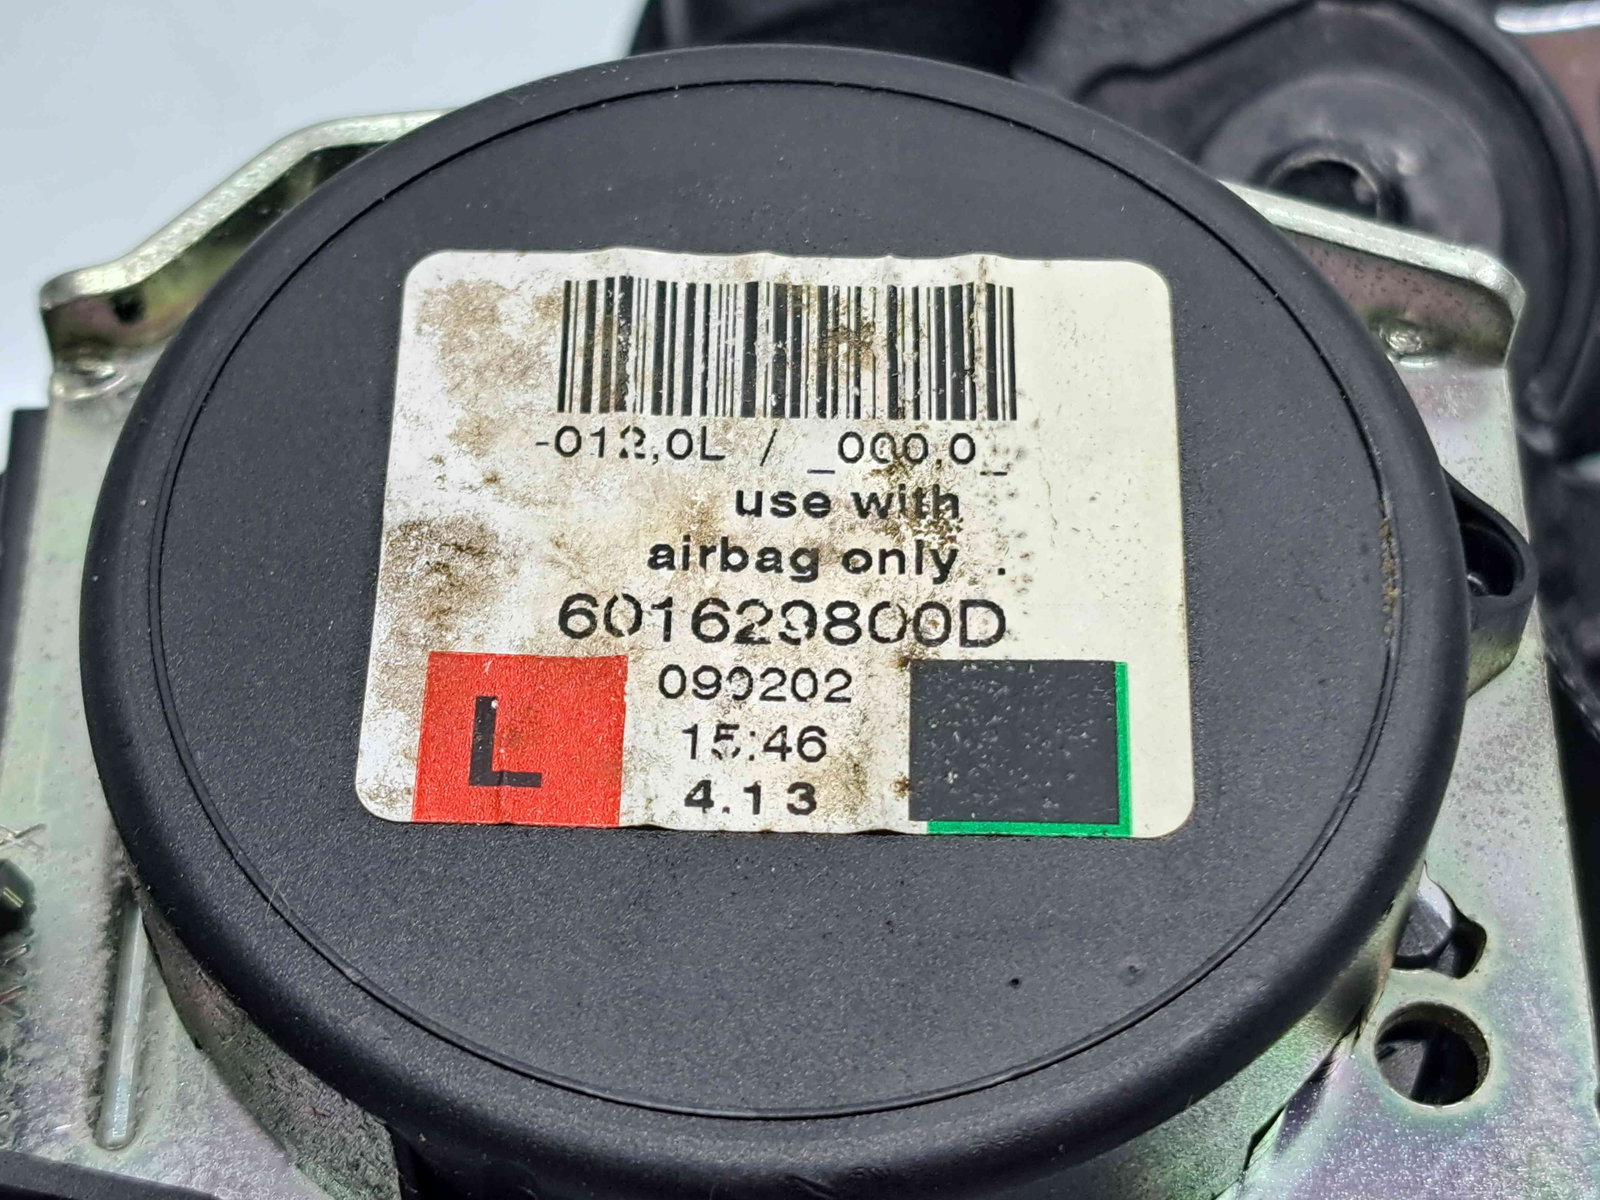 -012,0L / _000,0_
use with
airbag only .
601629800D
090202
L
15:46
4.13